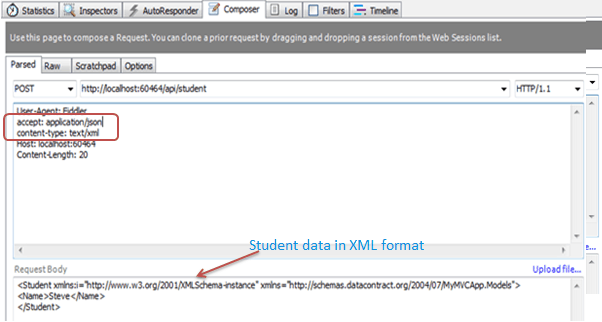 Statistics Inspectors AutoResponder Composer Log Filters Timeline
Use this page to compose a Request. You can clone a prior request by dragging and dropping a session from the Web Sessions list.
Parsed Raw Scratchpad Options
POST http://localhost:60464/api/student HTTP/1.1
User-Agent: Fiddler
accept: application/json
content-type: text/xml
Host: localhost:60464
Content-Length: 20
Student data in XML format
Request Body Upload file...
<Student xmlns:i="http://www.w3.org/2001/XMLSchema-instance" xmlns="http://schemas.datacontract.org/2004/07/MyMVCApp.Models">
<Name>Steve</Name>
</Student>